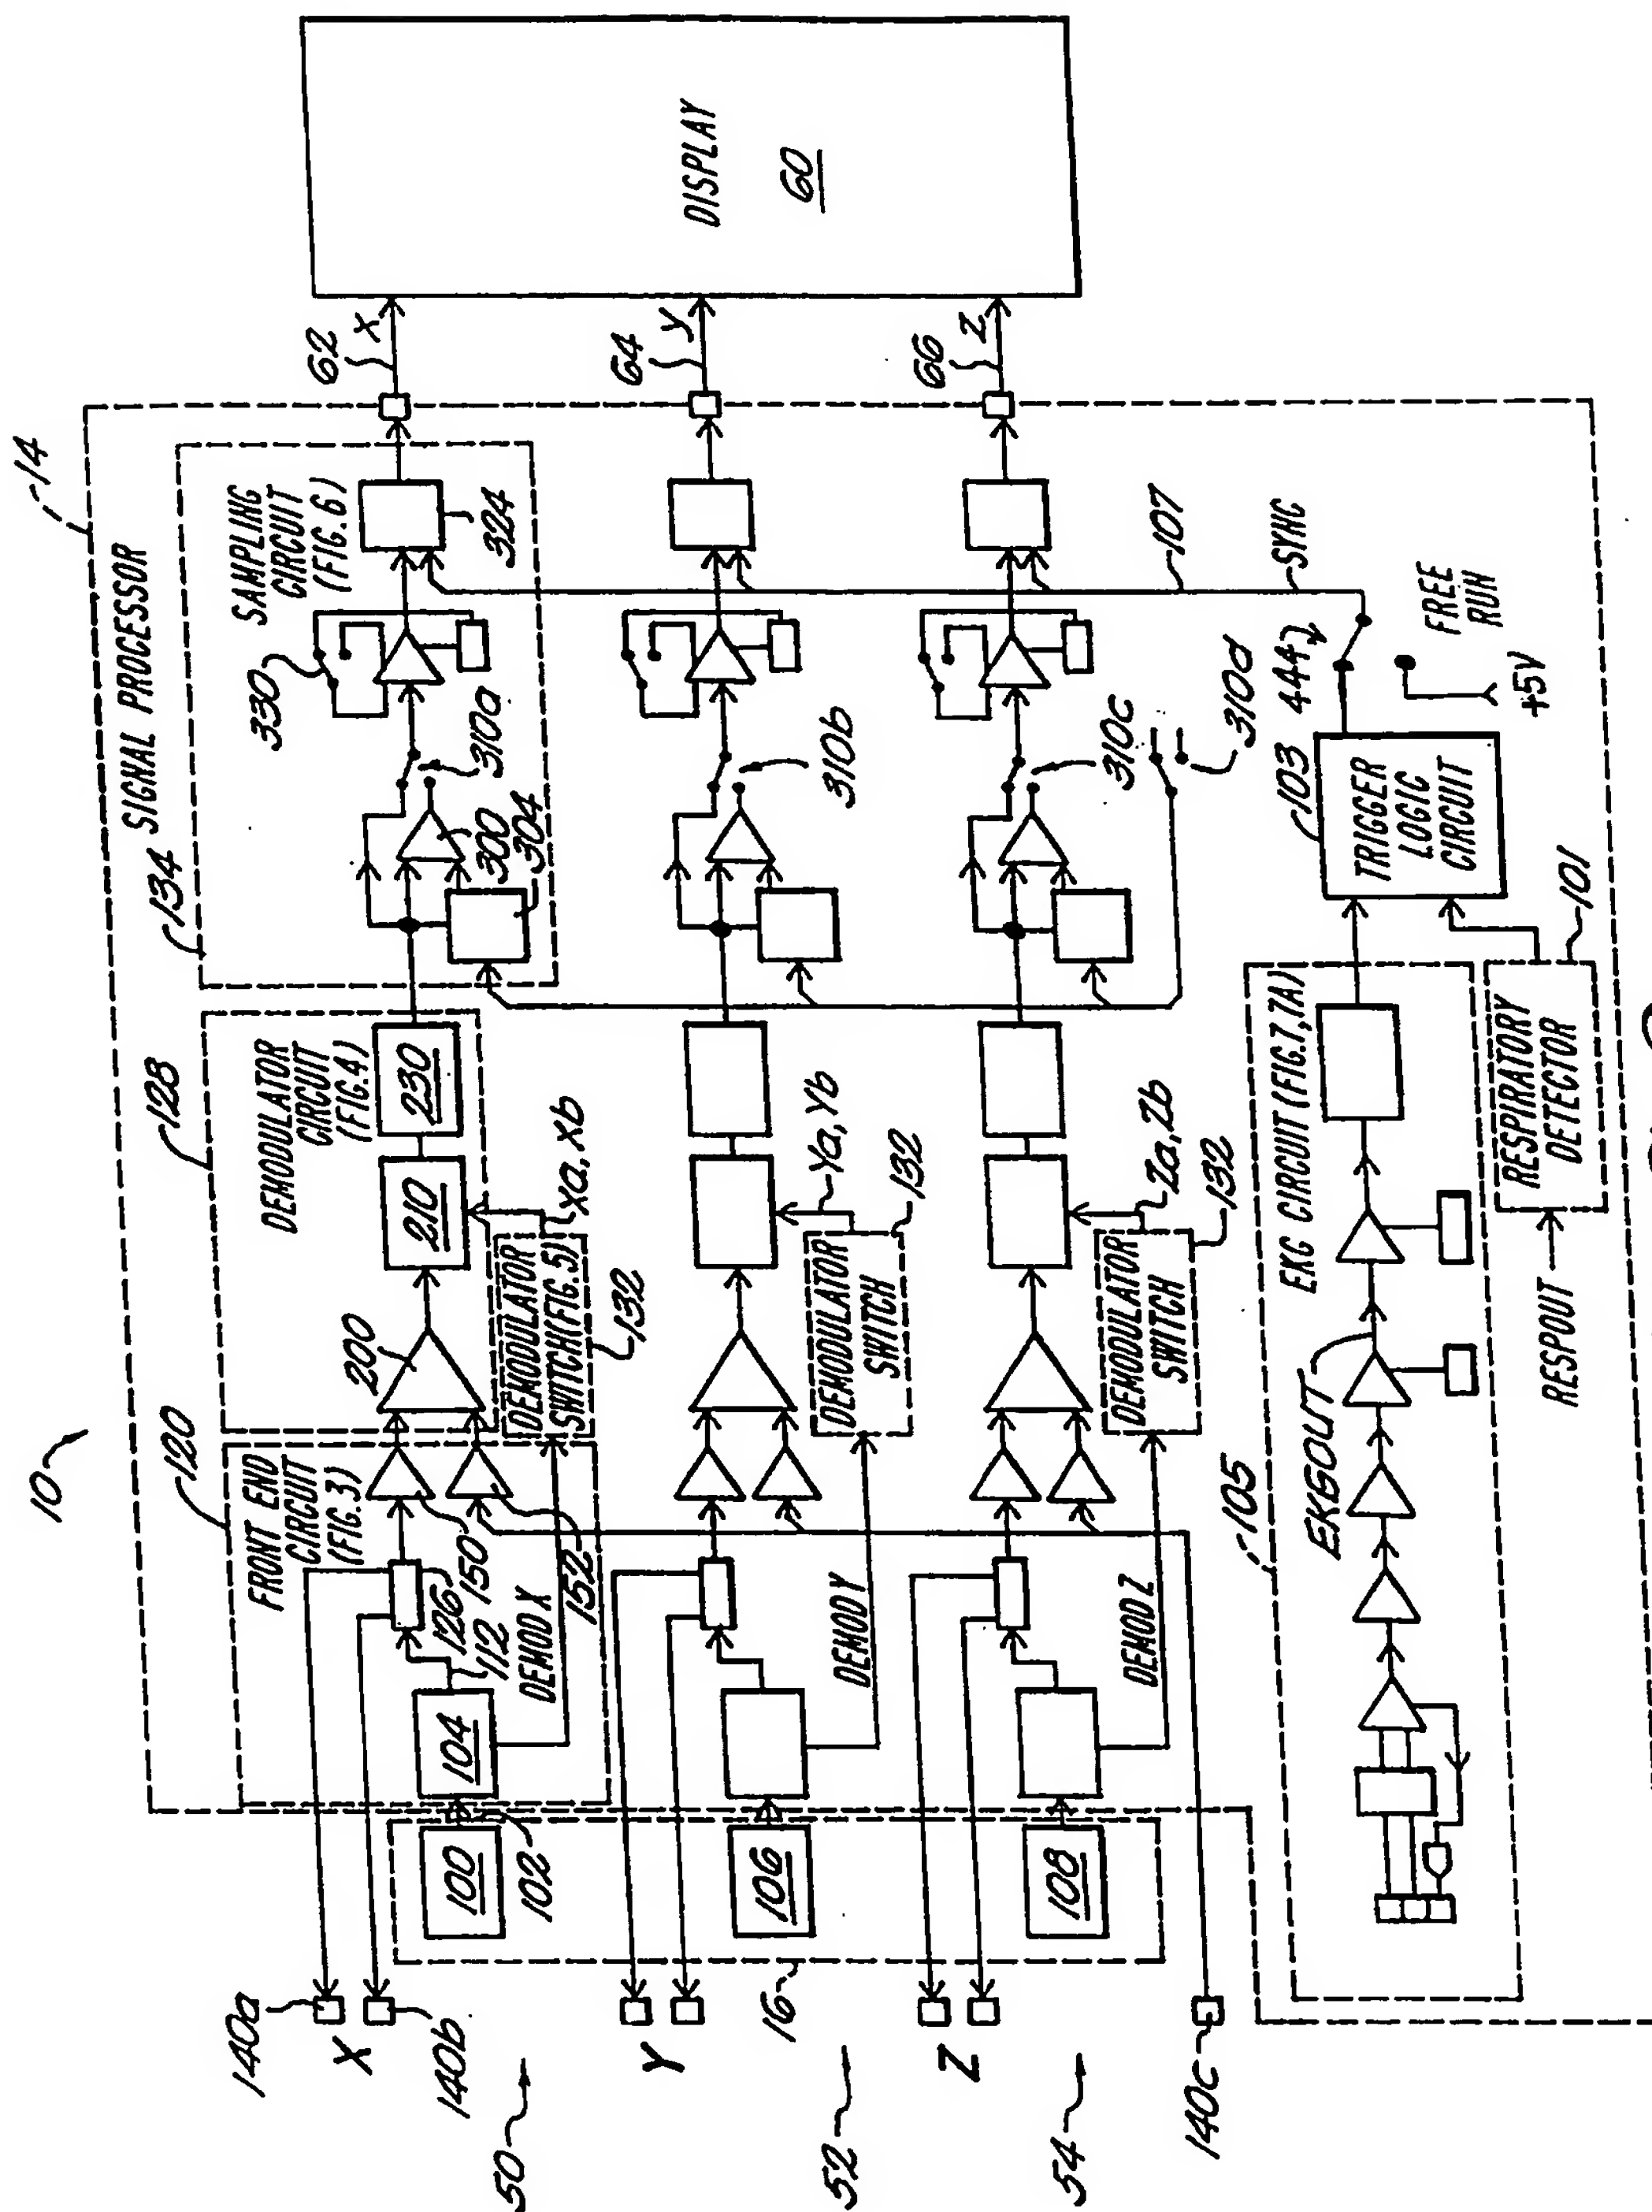 10
14
SIGNAL PROCESSOR
120
128
134
FRONT END
CIRCUIT
(FIG.3)
DEMODULATOR
CIRCUIT
(FIG.4)
SAMPLING
CIRCUIT
(FIG.6)
140a
X
140b
50
100
102
104
112
126
150
152
DEMOD X
200
210
230
DEMODULATOR
SWITCH(FIG.5)
132
Xa, Xb
300
304
310a
330
324
62
X
DISPLAY
60
Y
52
16
106
DEMOD Y
DEMODULATOR
SWITCH
132
Ya, Yb
310b
64
Y
Z
54
108
DEMOD Z
DEMODULATOR
SWITCH
132
Za, Zb
310c
310d
66
Z
107
SYNC
140c
105
EKGOUT
EKG CIRCUIT (FIG.7,7A)
103
TRIGGER
LOGIC
CIRCUIT
444
FREE
RUN
+5V
RESPOUT
RESPIRATORY
DETECTOR
101